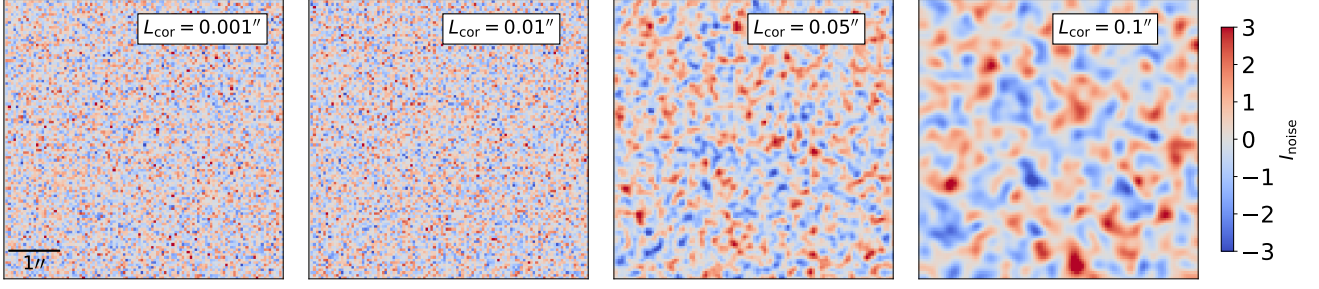 L_cor = 0.001″
L_cor = 0.01″
L_cor = 0.05″
L_cor = 0.1″
1″
3
2
1
0
−1
−2
−3
I_noise